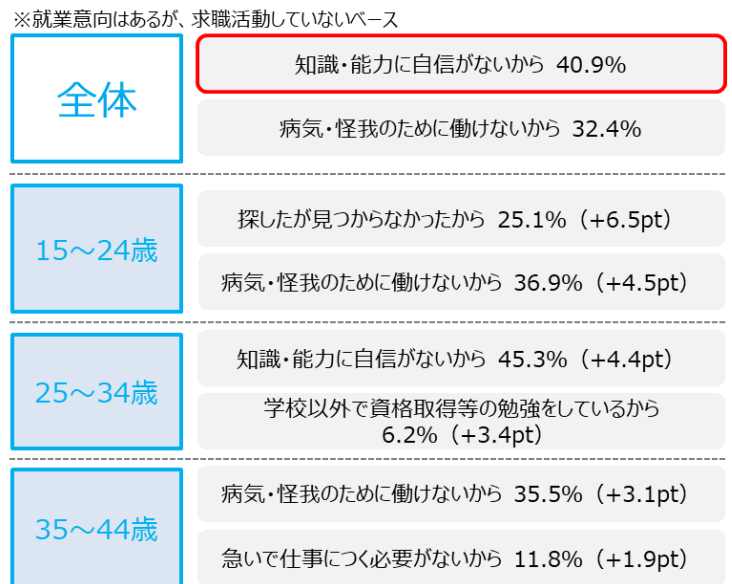 ※就業意向はあるが、求職活動していないベース
全体
知識・能力に自信がないから 40.9%
病気・怪我のために働けないから 32.4%
15～24歳
探したが見つからなかったから 25.1%（+6.5pt）
病気・怪我のために働けないから 36.9%（+4.5pt）
25～34歳
知識・能力に自信がないから 45.3%（+4.4pt）
学校以外で資格取得等の勉強をしているから
6.2%（+3.4pt）
35～44歳
病気・怪我のために働けないから 35.5%（+3.1pt）
急いで仕事につく必要がないから 11.8%（+1.9pt）